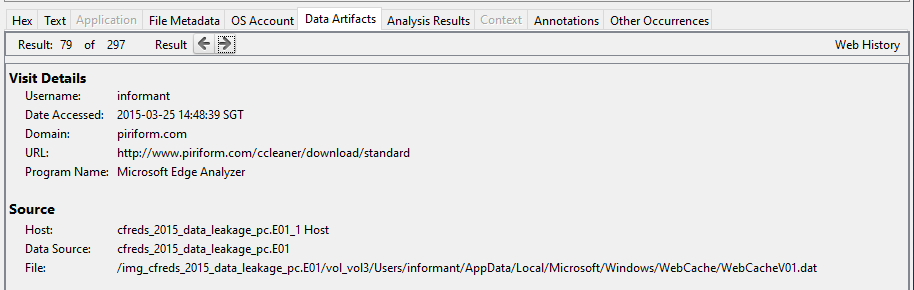 Hex Text Application File Metadata OS Account Data Artifacts Analysis Results Context Annotations Other Occurrences
Result: 79 of 297 Result Web History
Visit Details
Username: informant
Date Accessed: 2015-03-25 14:48:39 SGT
Domain: piriform.com
URL: http://www.piriform.com/ccleaner/download/standard
Program Name: Microsoft Edge Analyzer
Source
Host: cfreds_2015_data_leakage_pc.E01_1 Host
Data Source: cfreds_2015_data_leakage_pc.E01
File: /img_cfreds_2015_data_leakage_pc.E01/vol_vol3/Users/informant/AppData/Local/Microsoft/Windows/WebCache/WebCacheV01.dat